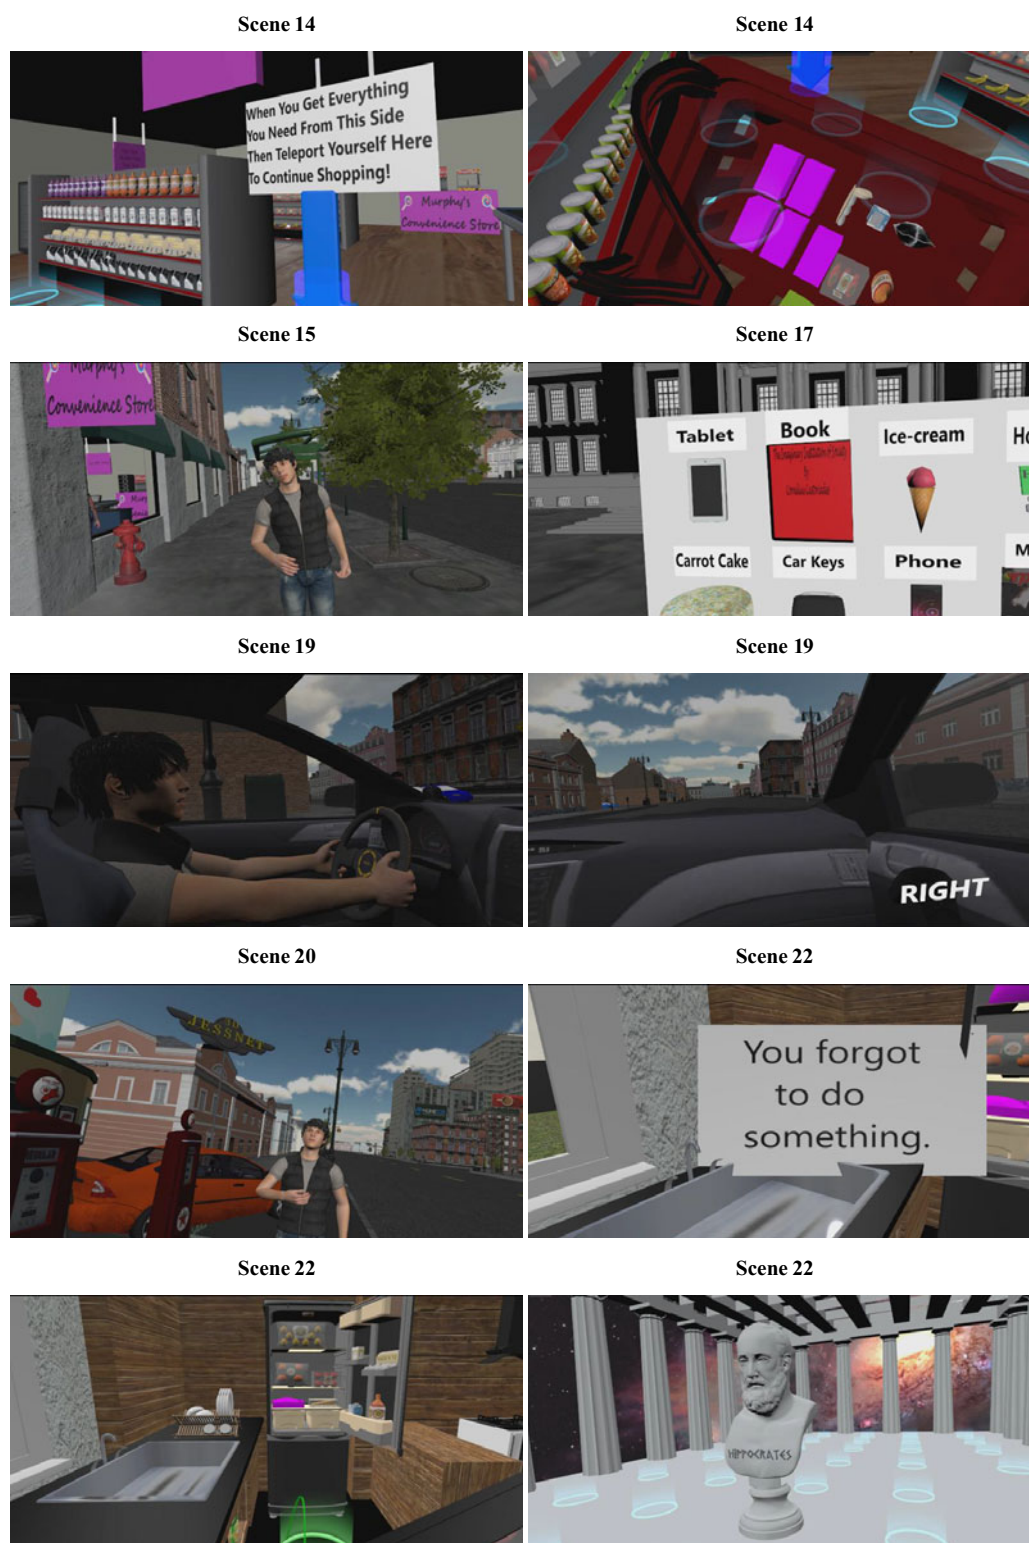 Scene 14
Scene 14
When You Get Everything
You Need From This Side
Then Teleport Yourself Here
To Continue Shopping!
Murphy's
Convenience Store
Scene 15
Scene 17
Murphy's
Convenience Store
Tablet
Book
Ice-cream
Carrot Cake
Car Keys
Phone
Scene 19
Scene 19
RIGHT
Scene 20
Scene 22
JESSNET
You forgot
to do
something.
Scene 22
Scene 22
HIPPOCRATES